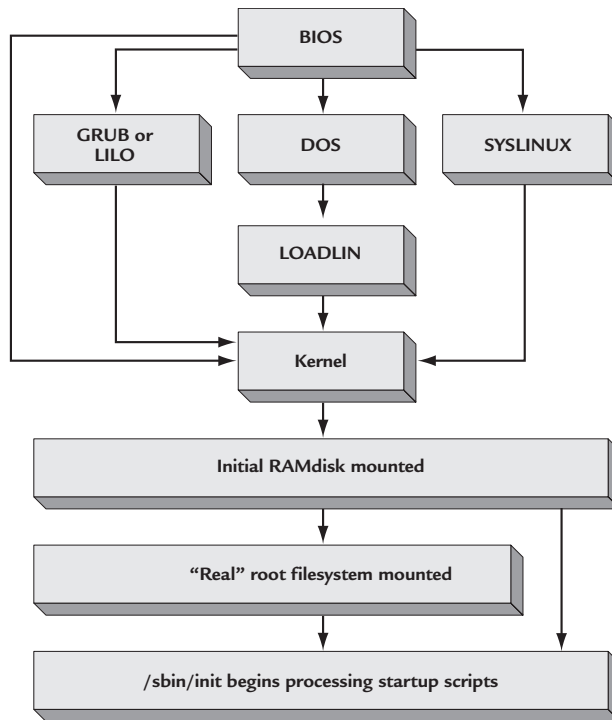 BIOS
GRUB or
LILO
DOS
SYSLINUX
LOADLIN
Kernel
Initial RAMdisk mounted
“Real” root filesystem mounted
/sbin/init begins processing startup scripts